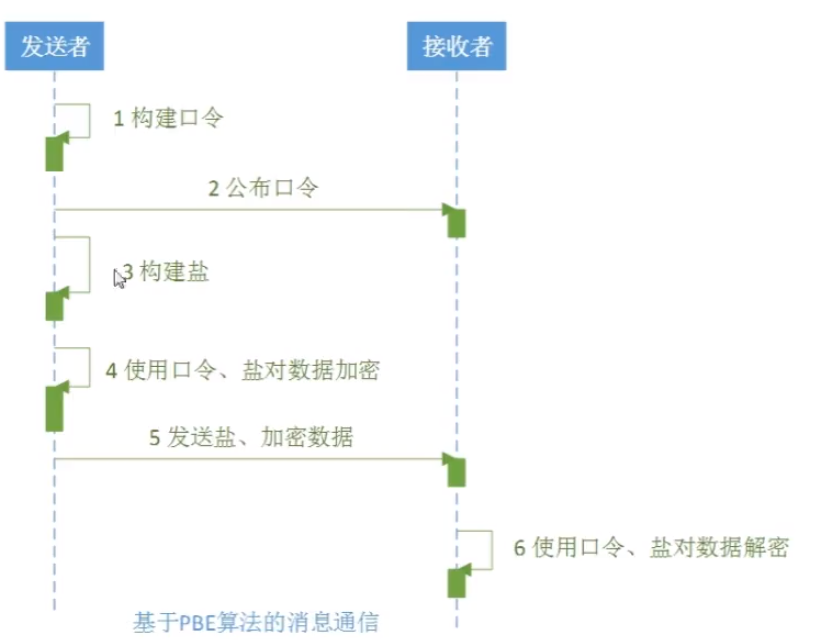 发送者
接收者
1 构建口令
2 公布口令
3 构建盐
4 使用口令、盐对数据加密
5 发送盐、加密数据
6 使用口令、盐对数据解密
基于PBE算法的消息通信